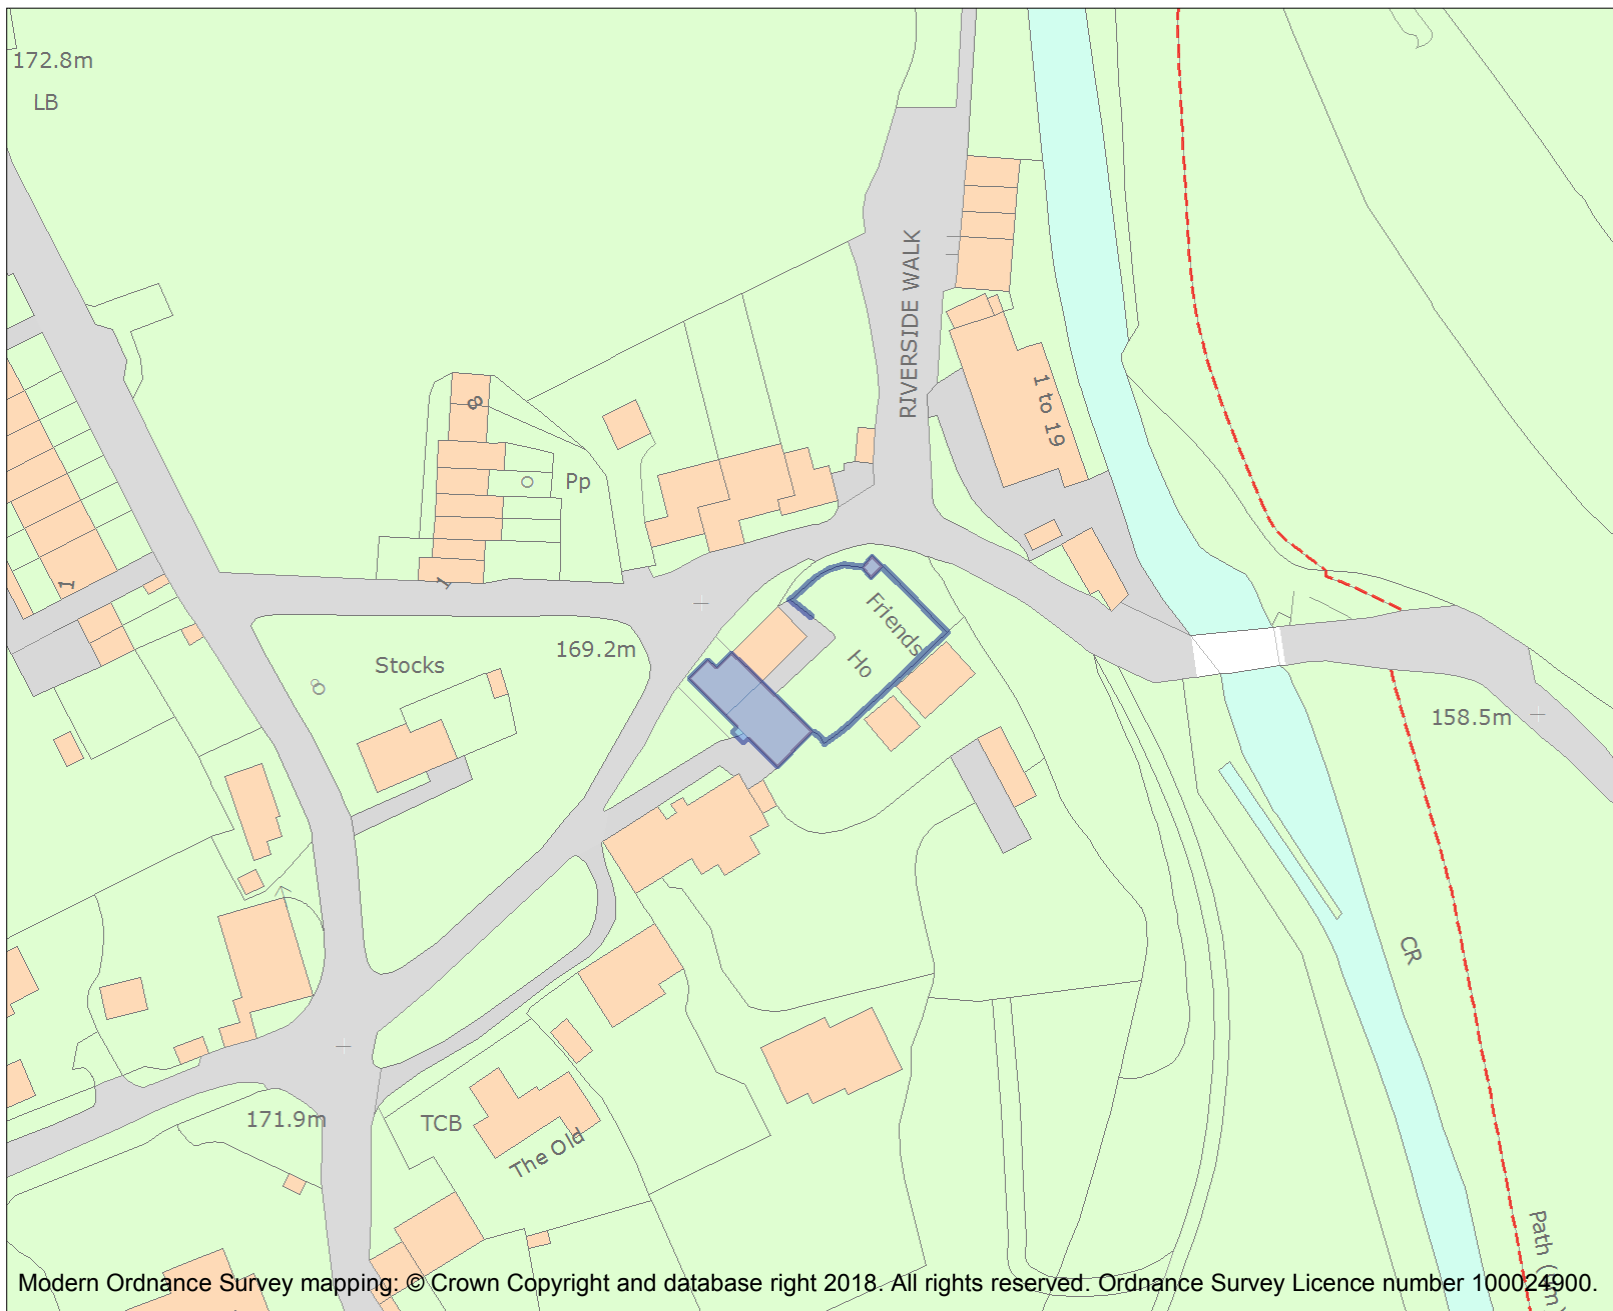 172.8m
LB
RIVERSIDE WALK
1 to 19
8
Pp
1
1
Friends
Ho
169.2m
Stocks
158.5m
CR
171.9m
TCB
The Old
Path (um)
Modern Ordnance Survey mapping: © Crown Copyright and database right 2018. All rights reserved. Ordnance Survey Licence number 100024900.